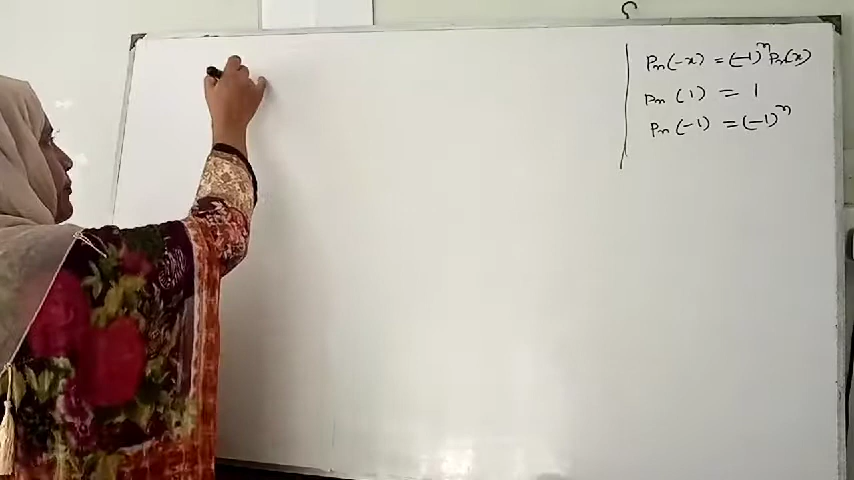 Pn(-x) = (-1)^n Pn(x)
Pn (1) = 1
Pn (-1) = (-1)^n